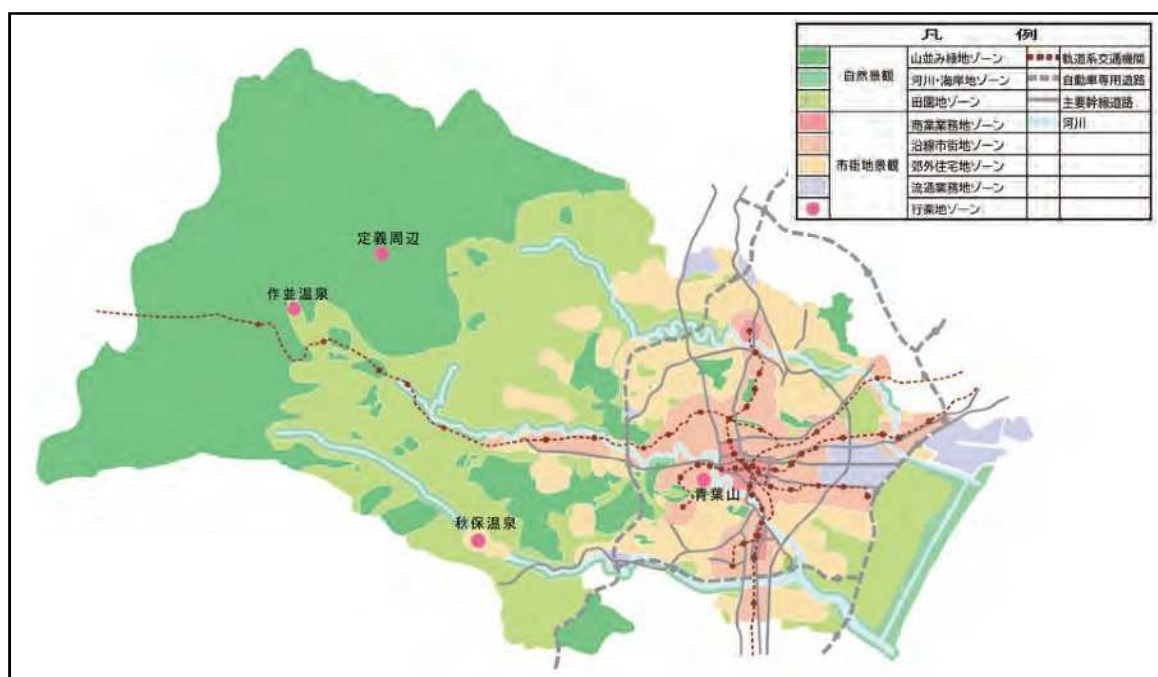 凡 例
自然景観
山並み緑地ゾーン
軌道系交通機関
河川・海岸地ゾーン
自動車専用道路
田園地ゾーン
主要幹線道路
市街地景観
商業業務地ゾーン
河川
沿線市街地ゾーン
郊外住宅地ゾーン
流通業務地ゾーン
行楽地ゾーン
定義周辺
作並温泉
青葉山
秋保温泉